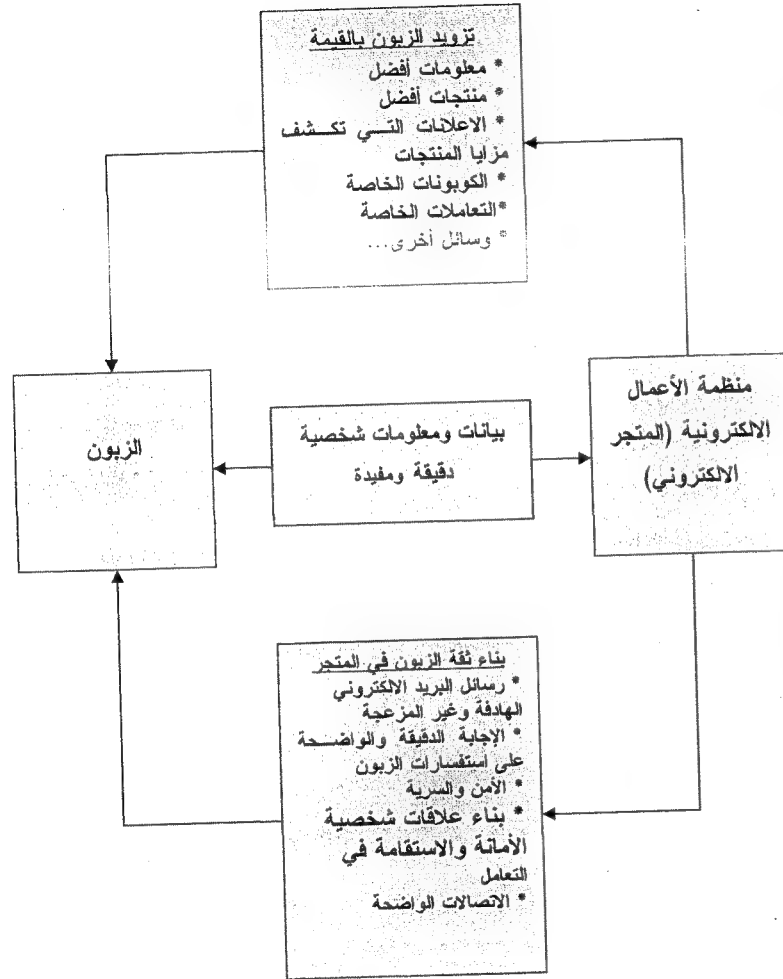 تزويد الزبون بالقيمة
* معلومات أفضل
* منتجات أفضل
* الاعلانات التي تكشف
مزايا المنتجات
* الكوبونات الخاصة
*التعاملات الخاصة
* وسائل أخرى...
منظمة الأعمال
الالكترونية (المتجر
الالكتروني)
بيانات ومعلومات شخصية
دقيقة ومفيدة
الزبون
بناء ثقة الزبون في المتجر
* رسائل البريد الالكتروني
الهادفة وغير المزعجة
* الإجابة الدقيقة والواضحة
على استفسارات الزبون
* الأمن والسرية
* بناء علاقات شخصية
الأمانة والاستقامة في
التعامل
* الاتصالات الواضحة